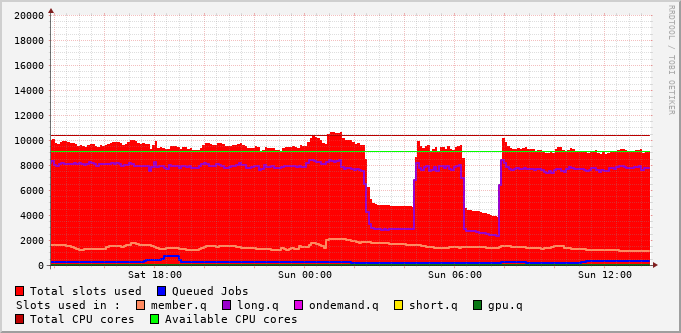 20000
18000
16000
14000
12000
10000
8000
6000
4000
2000
0
Sat 18:00 Sun 00:00 Sun 06:00 Sun 12:00
RRDTOOL / TOBI OETIKER
Total slots used Queued Jobs
Slots used in : member.q long.q ondemand.q short.q gpu.q
Total CPU cores Available CPU cores